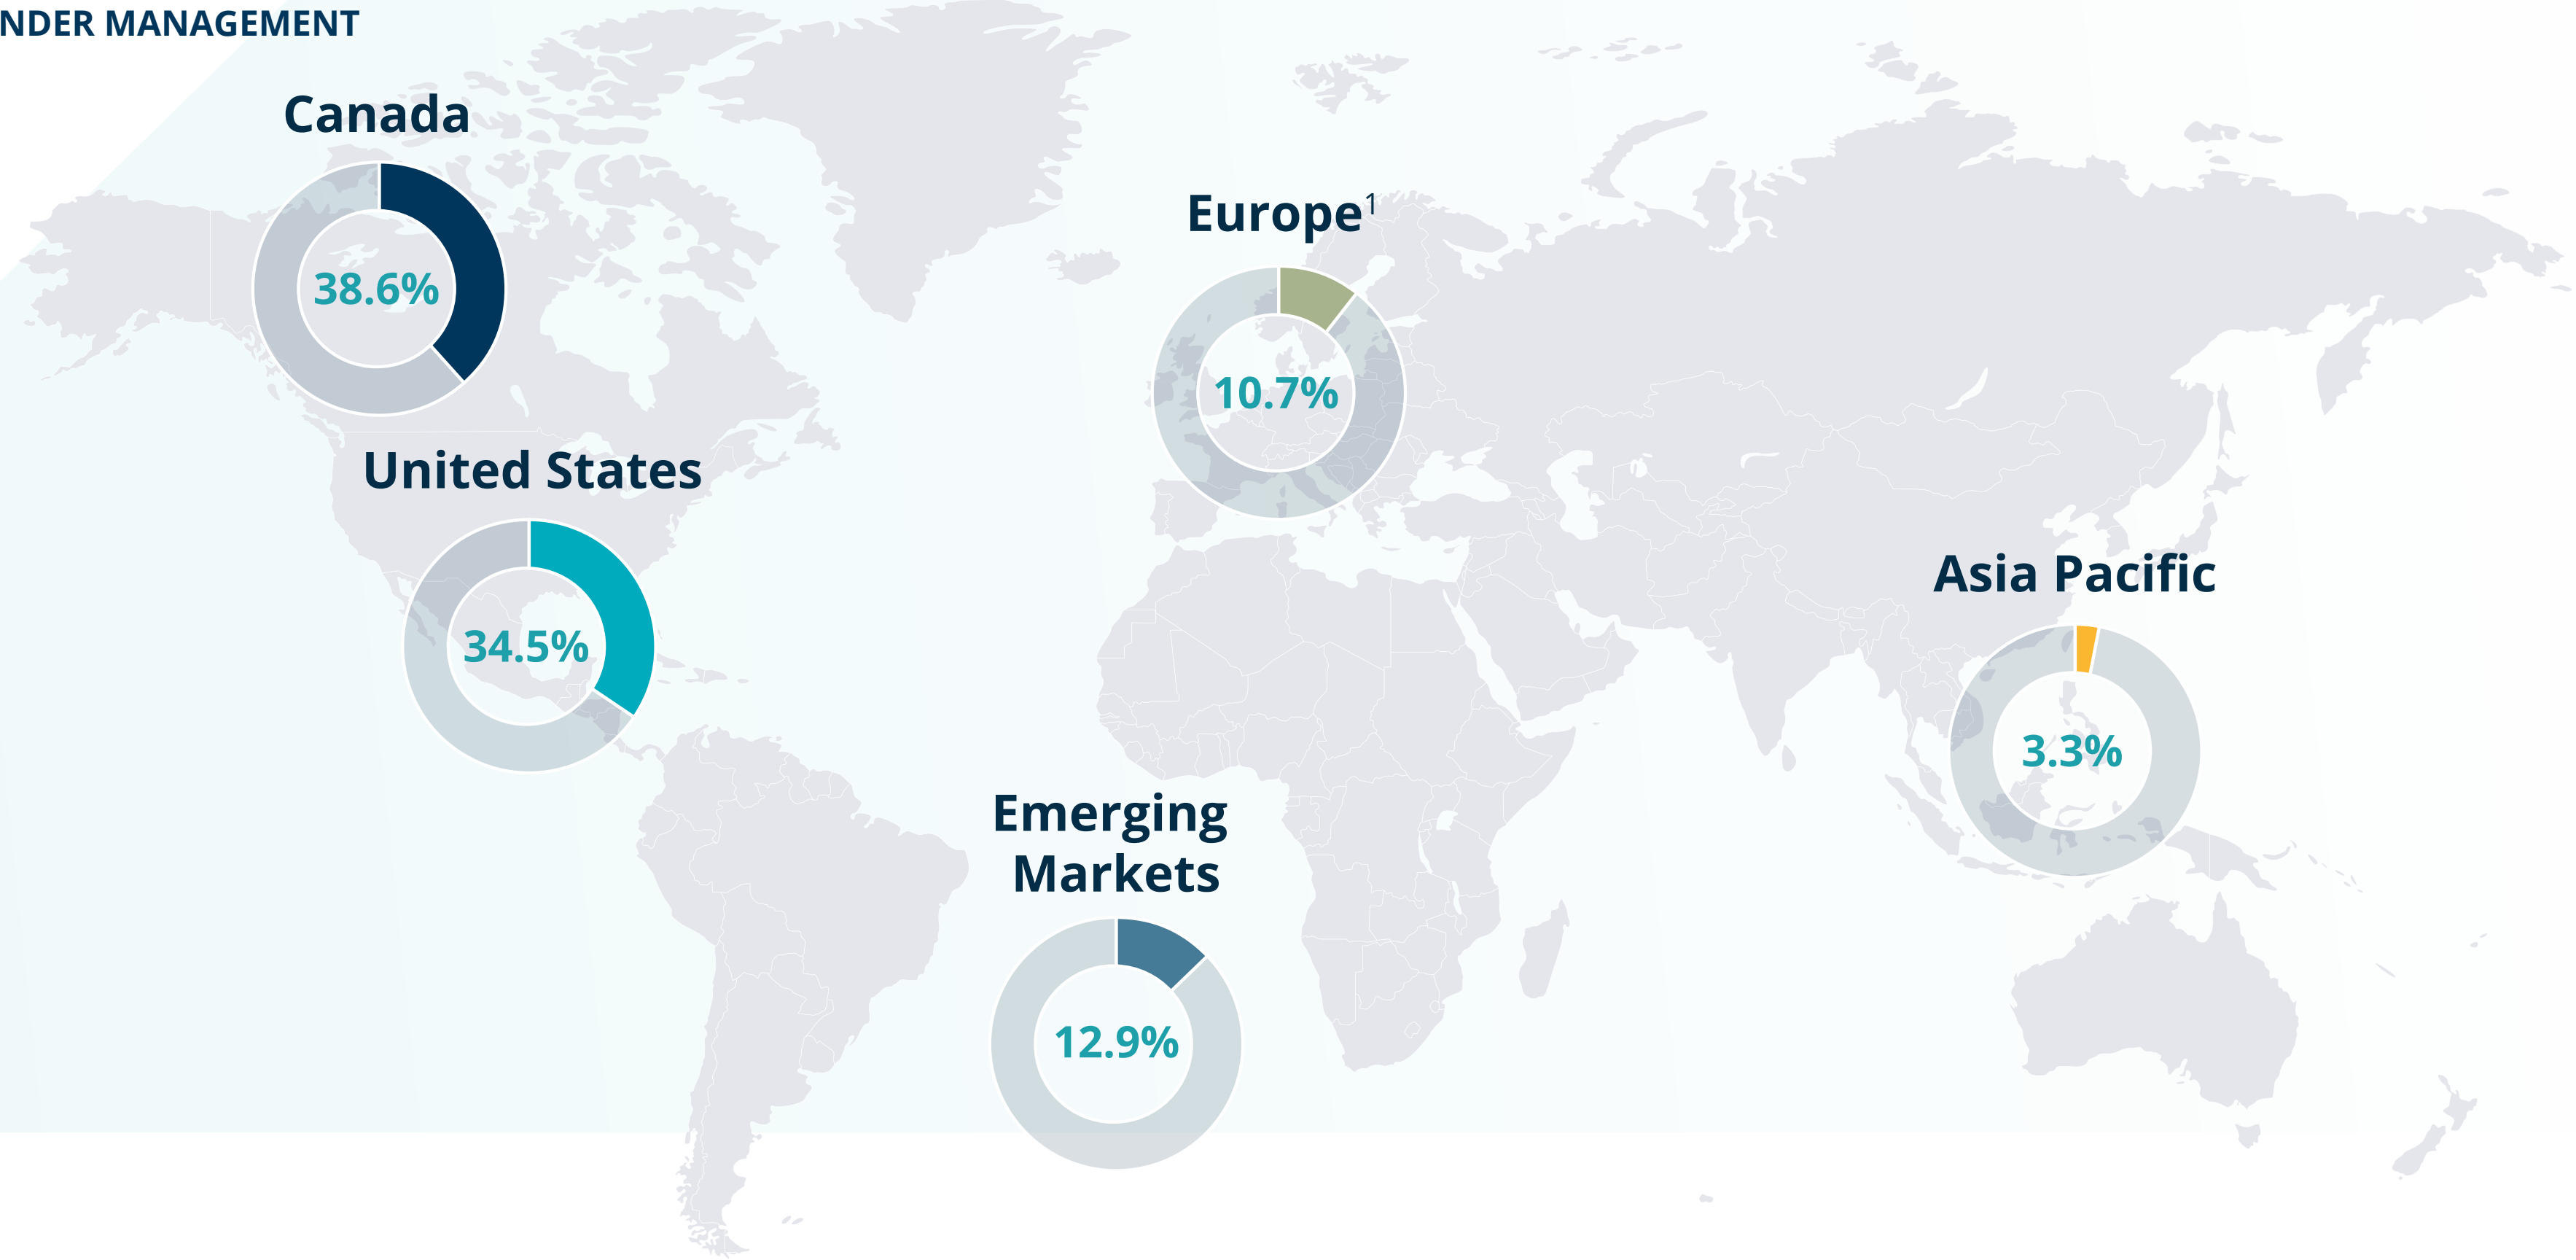 NDER MANAGEMENT
Canada
38.6%
Europe¹
10.7%
United States
34.5%
Asia Pacific
3.3%
Emerging
Markets
12.9%